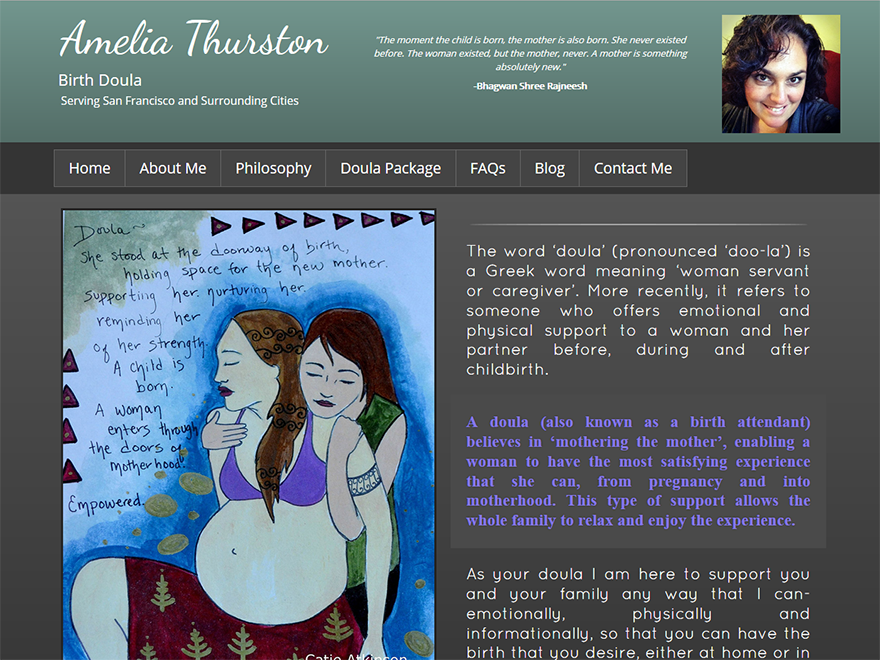 Amelia Thurston
Birth Doula
Serving San Francisco and Surrounding Cities
"The moment the child is born, the mother is also born. She never existed
before. The woman existed, but the mother, never. A mother is something
absolutely new."
-Bhagwan Shree Rajneesh
Home
About Me
Philosophy
Doula Package
FAQs
Blog
Contact Me
Doula~
She stood at the doorway of birth,
holding space for the new mother.
supporting her. nurturing her.
reminding her
of her strength.
A child is
born.
A woman
enters through
the doors of
motherhood.
Empowered.
Catie Atkinson
The word ‘doula’ (pronounced ‘doo-la’) is
a Greek word meaning ‘woman servant
or caregiver’. More recently, it refers to
someone who offers emotional and
physical support to a woman and her
partner before, during and after
childbirth.
A doula (also known as a birth attendant)
believes in ‘mothering the mother’, enabling a
woman to have the most satisfying experience
that she can, from pregnancy and into
motherhood. This type of support allows the
whole family to relax and enjoy the experience.
As your doula I am here to support you
and your family any way that I can-
emotionally, physically and
informationally, so that you can have the
birth that you desire, either at home or in